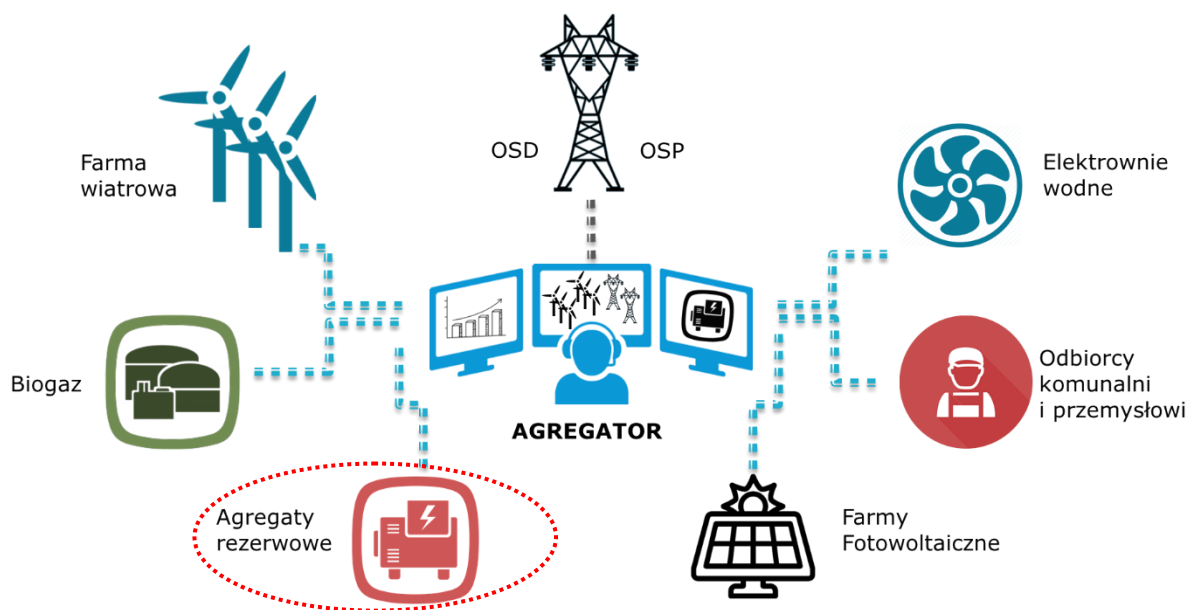 OSD
OSP
Farma
wiatrowa
Elektrownie
wodne
Biogaz
Odbiorcy
komunalni
i przemysłowi
AGREGATOR
Agregaty
rezerwowe
Farmy
Fotowoltaiczne